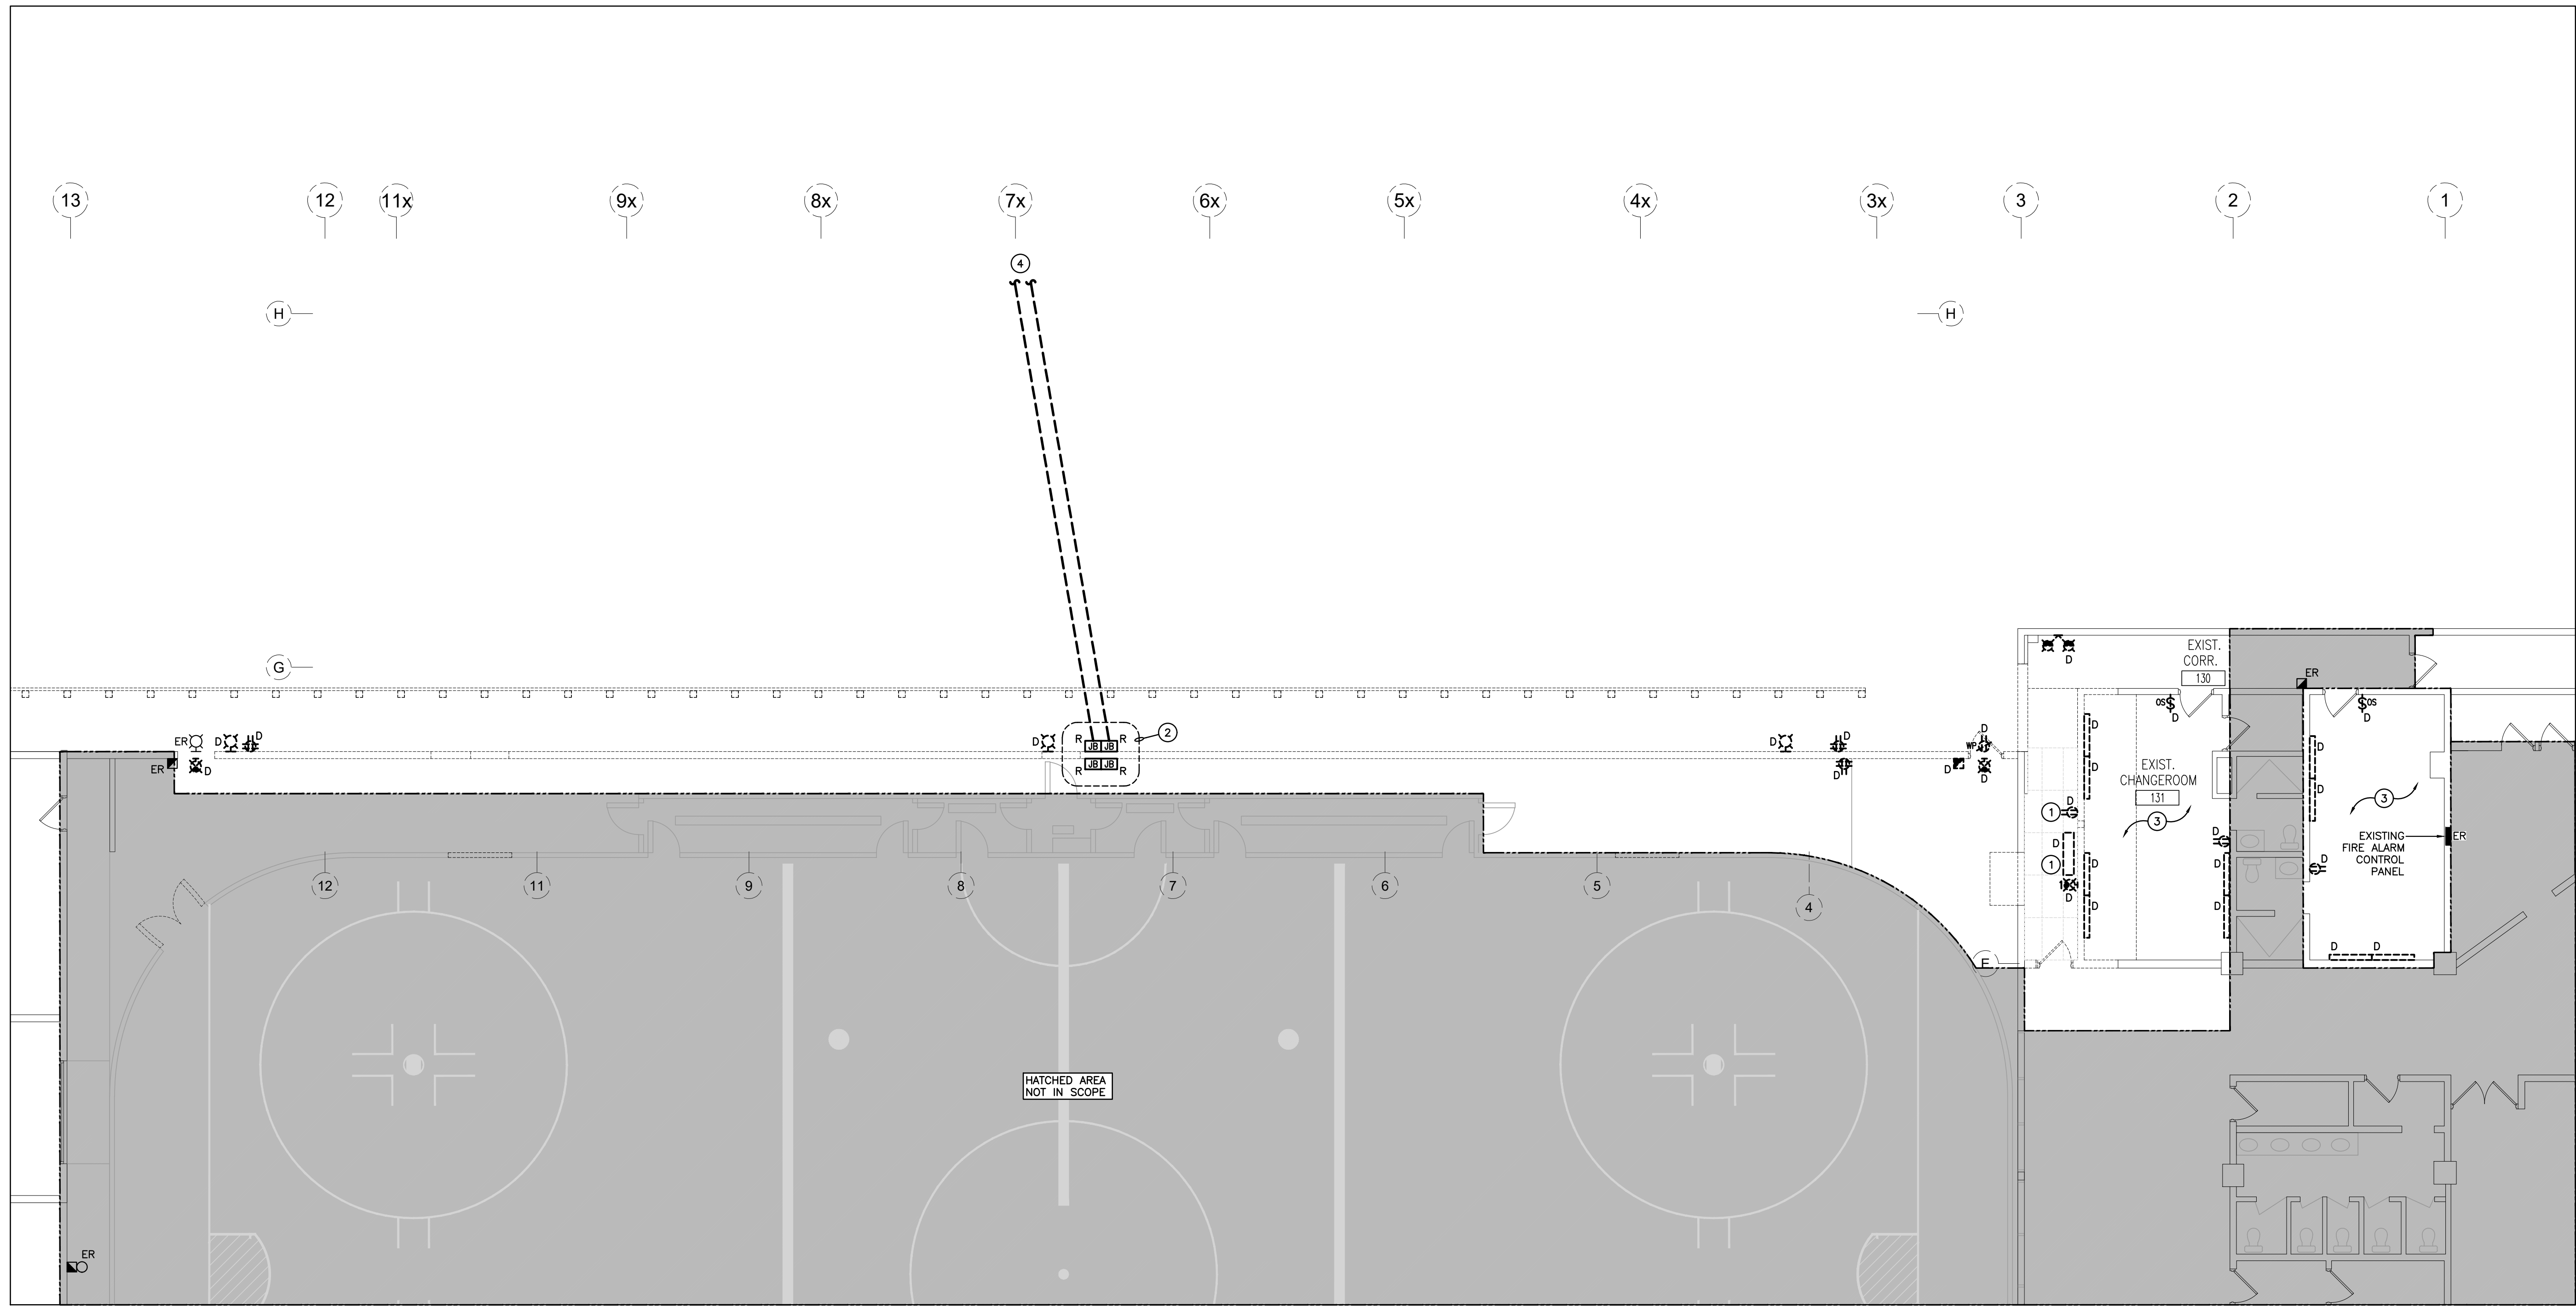 13
12
11x
9x
8x
7x
6x
5x
4x
3x
3
2
1
4
H
H
G
EXIST.
CORR.
130
D
ER
OS $ D
$ OS D
ER
D
D
D
R JB JB R
2
R JB JB R
D
D
D
WP
D
D
D
D
ER
D
D
D
D
D
EXIST.
CHANGEROOM
131
3
3
1
D
D
1
D
D
D
D
D
D
D
D
EXISTING
FIRE ALARM
CONTROL
PANEL
ER
D
D
12
11
9
8
7
6
5
4
D
D
HATCHED AREA
NOT IN SCOPE
ER